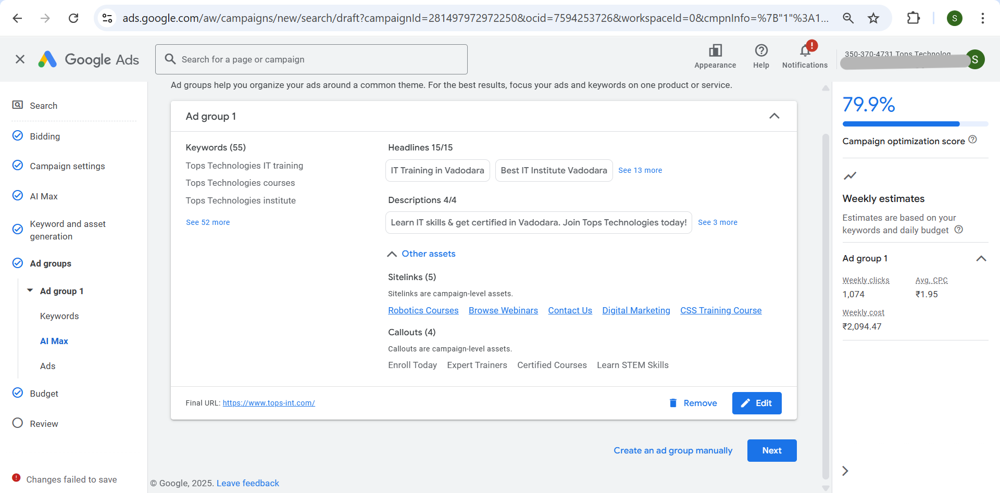 ads.google.com/aw/campaigns/new/search/draft?campaignId=281497972972250&ocid=7594253726&workspaceId=0&cmpnInfo=%7B"1"%3A1...
S
Google Ads
Search for a page or campaign
Appearance
Help
!
Notifications
350-370-4731 Tops Technolog
S
Search
Bidding
Campaign settings
AI Max
Keyword and asset
generation
Ad groups
Ad group 1
Keywords
AI Max
Ads
Budget
Review
Changes failed to save
Ad groups help you organize your ads around a common theme. For the best results, focus your ads and keywords on one product or service.
Ad group 1
Keywords (55)
Tops Technologies IT training
Tops Technologies courses
Tops Technologies institute
See 52 more
Headlines 15/15
IT Training in Vadodara
Best IT Institute Vadodara
See 13 more
Descriptions 4/4
Learn IT skills & get certified in Vadodara. Join Tops Technologies today!
See 3 more
Other assets
Sitelinks (5)
Sitelinks are campaign-level assets.
Robotics Courses Browse Webinars Contact Us Digital Marketing CSS Training Course
Callouts (4)
Callouts are campaign-level assets.
Enroll Today Expert Trainers Certified Courses Learn STEM Skills
Final URL: https://www.tops-int.com/
Remove
Edit
Create an ad group manually
Next
© Google, 2025. Leave feedback
79.9%
Campaign optimization score
Weekly estimates
Estimates are based on your
keywords and daily budget
Ad group 1
Weekly clicks Avg. CPC
1,074 ₹1.95
Weekly cost
₹2,094.47